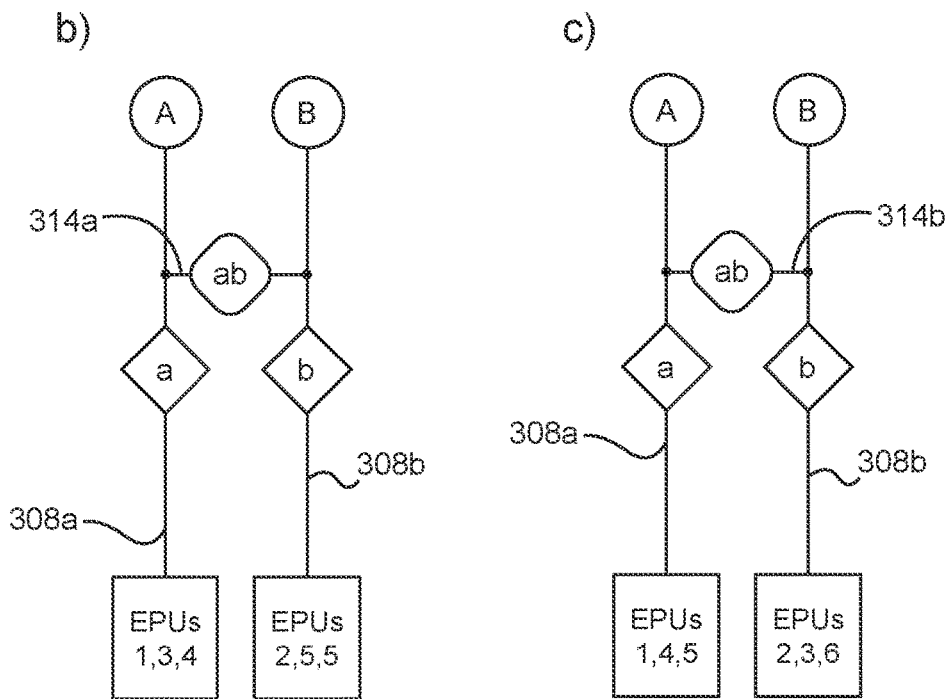 b)
A
B
314a
ab
a
b
308b
308a
EPUs
1,3,4
EPUs
2,5,5
c)
A
B
314b
ab
a
b
308a
308b
EPUs
1,4,5
EPUs
2,3,6